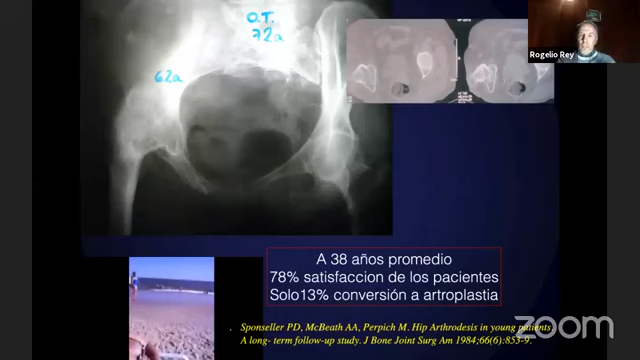 O.T.
72a
62a
Rogelio Rey
A 38 años promedio
78% satisfaccion de los pacientes
Solo13% conversión a artroplastia
. Sponseller PD, McBeath AA, Perpich M. Hip Arthrodesis in young patients.
A long- term follow-up study. J Bone Joint Surg Am 1984;66(6):853-9.
zoom